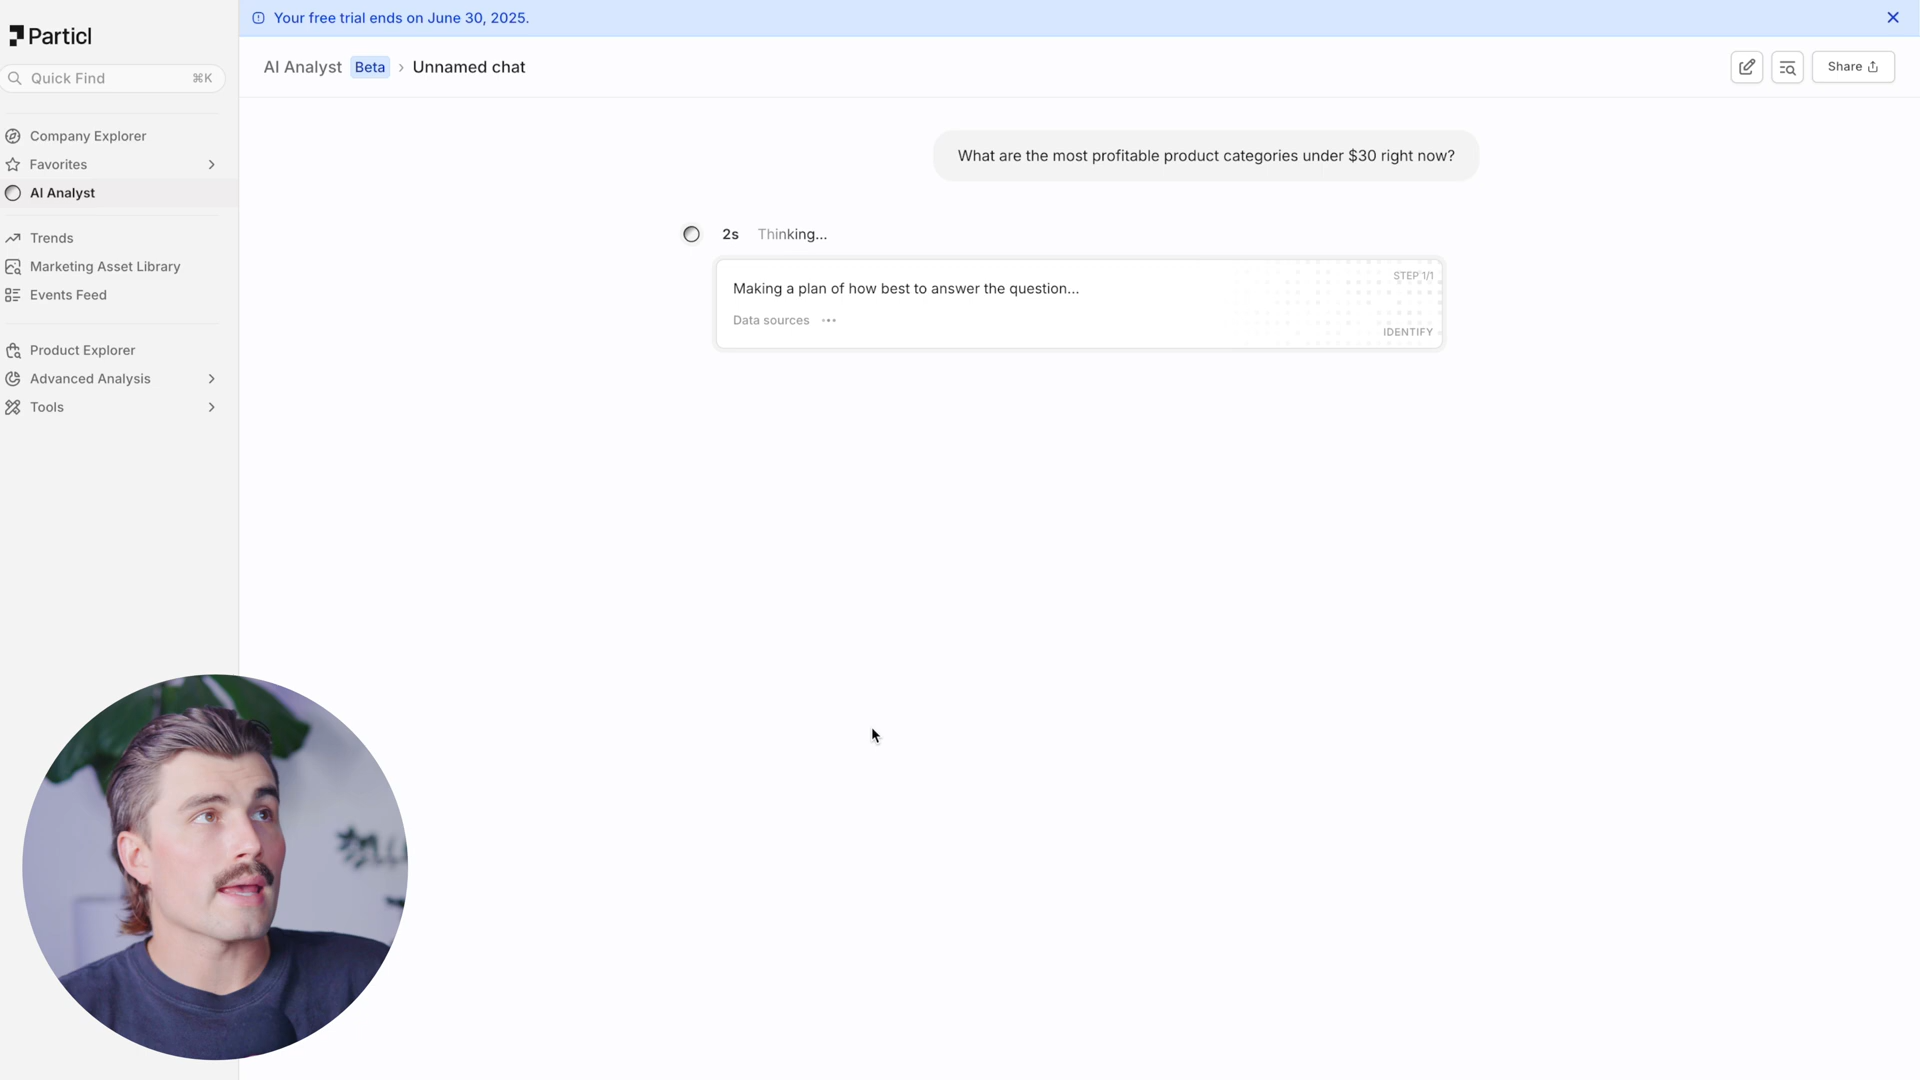 Your free trial ends on June 30, 2025.
Particl
Quick Find ⌘K
AI Analyst Beta › Unnamed chat
Share
Company Explorer
Favorites
AI Analyst
Trends
Marketing Asset Library
Events Feed
Product Explorer
Advanced Analysis
Tools
What are the most profitable product categories under $30 right now?
2s Thinking...
STEP 1/1
Making a plan of how best to answer the question...
Data sources
IDENTIFY